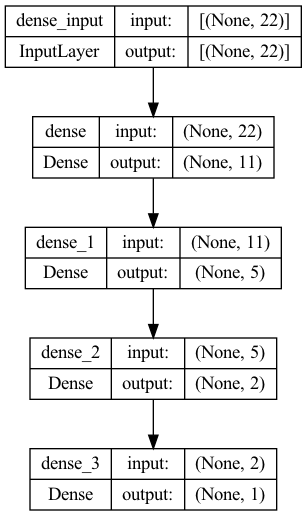 dense_input input: [(None, 22)]
InputLayer output: [(None, 22)]
dense input: (None, 22)
Dense output: (None, 11)
dense_1 input: (None, 11)
Dense output: (None, 5)
dense_2 input: (None, 5)
Dense output: (None, 2)
dense_3 input: (None, 2)
Dense output: (None, 1)